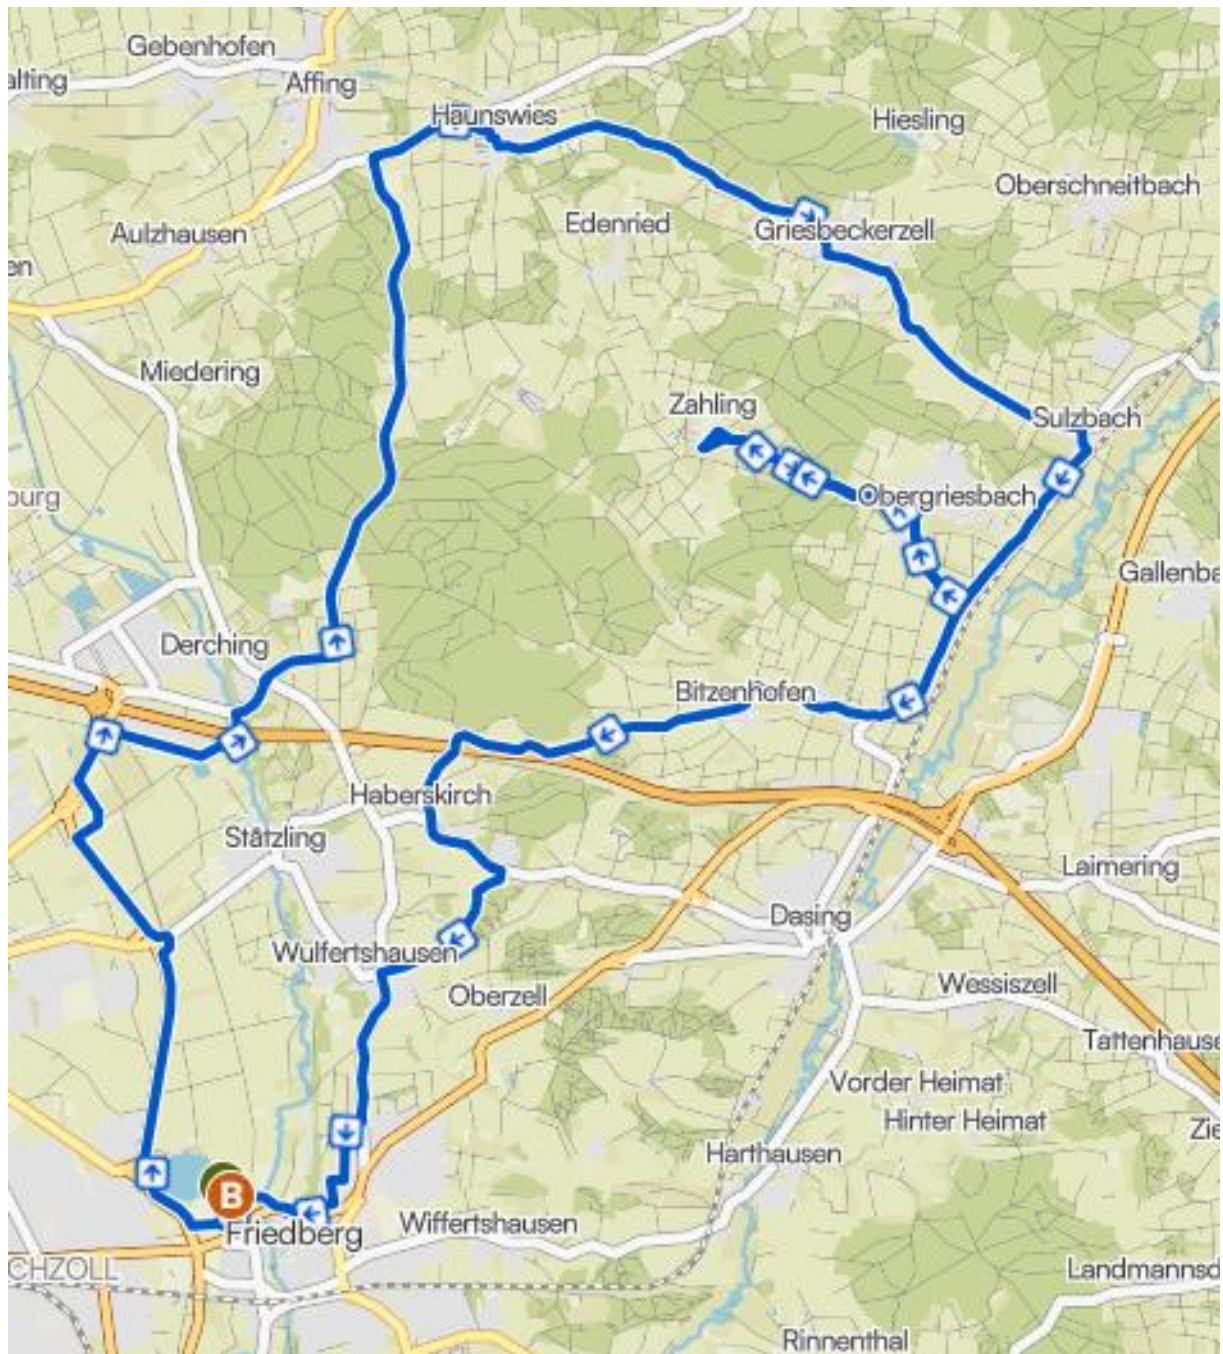 Gebenhofen
alting
Affing
Haunswies
Hiesling
Oberschneitbach
Edenried
Griesbeckerzell
Aulzhausen
en
Miedering
Zahling
Sulzbach
burg
Obergriesbach
Gallenba
Derching
Bitzenhofen
Haberskirch
Stätzling
Laimering
Dasing
Wulfertshausen
Oberzell
Wessiszell
Tattenhause
Vorder Heimat
Hinter Heimat
Zie
Harthausen
B
Friedberg
Wiffertshausen
CHZOLL
Landmannsd
Rinnenthal